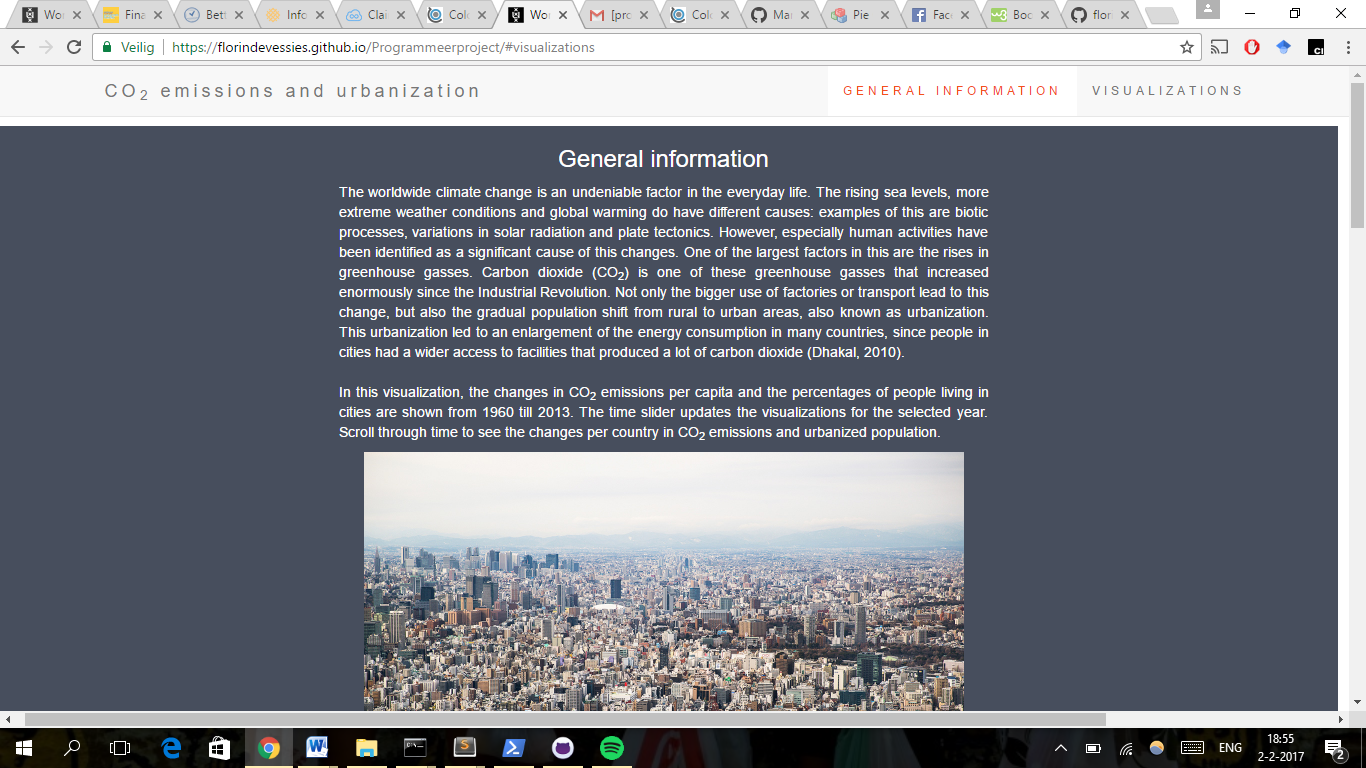 Wor
Fina
Bett
Info
Clai
Colo
Wor
[pro
Colo
Ma
Pie
Fac
Boo
flor
Veilig
https://florindevessies.github.io/Programmeerproject/#visualizations
CO₂ emissions and urbanization
GENERAL INFORMATION
VISUALIZATIONS
General information
The worldwide climate change is an undeniable factor in the everyday life. The rising sea levels, more
extreme weather conditions and global warming do have different causes: examples of this are biotic
processes, variations in solar radiation and plate tectonics. However, especially human activities have
been identified as a significant cause of this changes. One of the largest factors in this are the rises in
greenhouse gasses. Carbon dioxide (CO₂) is one of these greenhouse gasses that increased
enormously since the Industrial Revolution. Not only the bigger use of factories or transport lead to this
change, but also the gradual population shift from rural to urban areas, also known as urbanization.
This urbanization led to an enlargement of the energy consumption in many countries, since people in
cities had a wider access to facilities that produced a lot of carbon dioxide (Dhakal, 2010).
In this visualization, the changes in CO₂ emissions per capita and the percentages of people living in
cities are shown from 1960 till 2013. The time slider updates the visualizations for the selected year.
Scroll through time to see the changes per country in CO₂ emissions and urbanized population.
ENG
18:55
2-2-2017
2